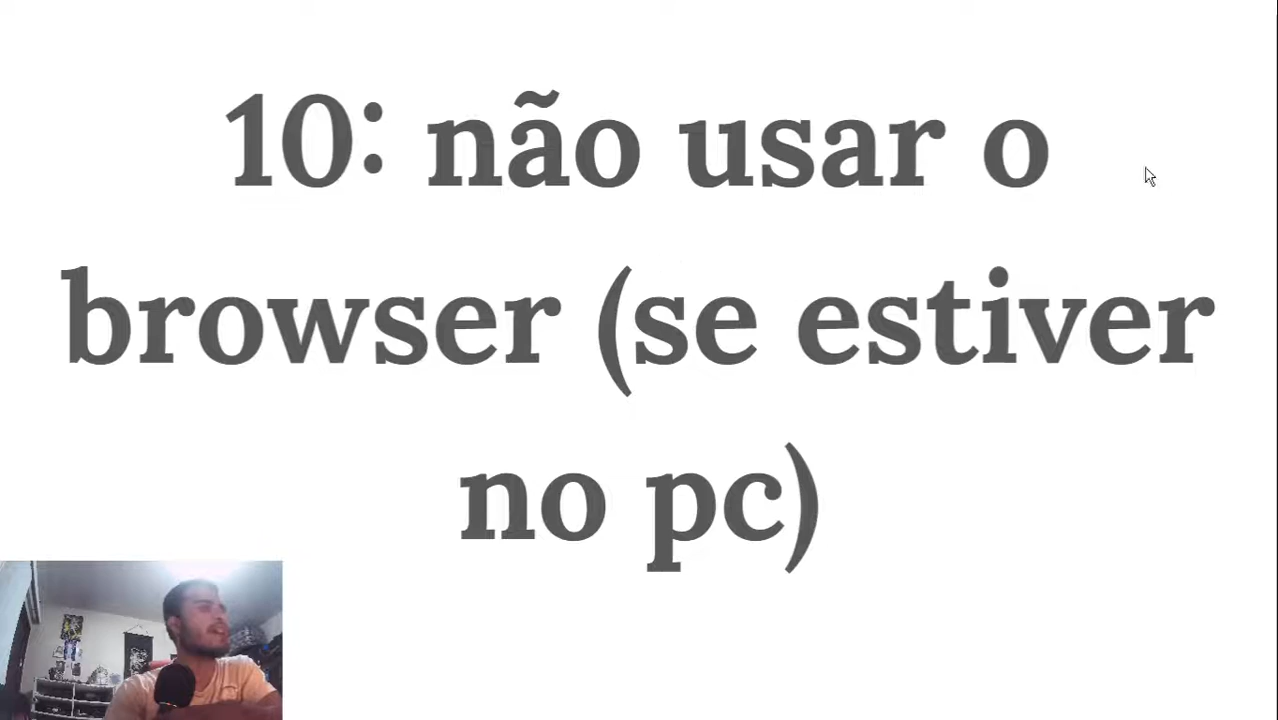 10: não usar o
browser (se estiver
no pc)